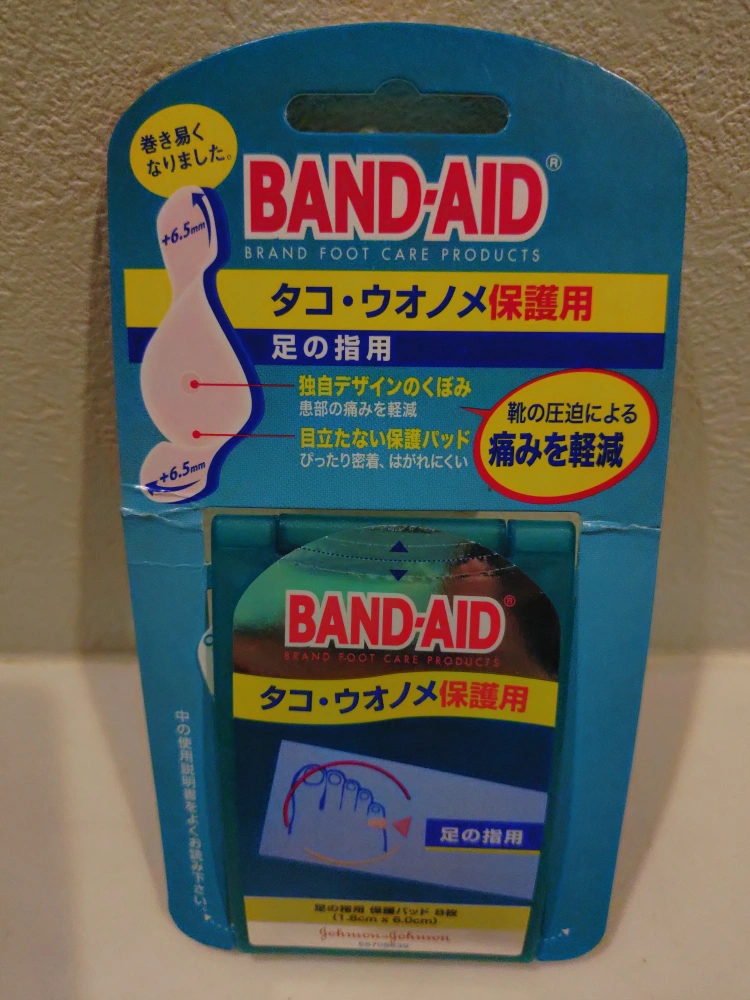 巻き易く
なりました。
+6.5mm
BAND-AID®
BRAND FOOT CARE PRODUCTS
タコ・ウオノメ保護用
足の指用
独自デザインのくぼみ
患部の痛みを軽減
目立たない保護パッド
ぴったり密着、はがれにくい
靴の圧迫による
痛みを軽減
+6.5mm
BAND-AID®
BRAND FOOT CARE PRODUCTS
タコ・ウオノメ保護用
足の指用
中の使用説明書をよくお読み下さい。
足の指用 保護パッド 8枚
(1.8cm x 6.0cm)
Johnson & Johnson